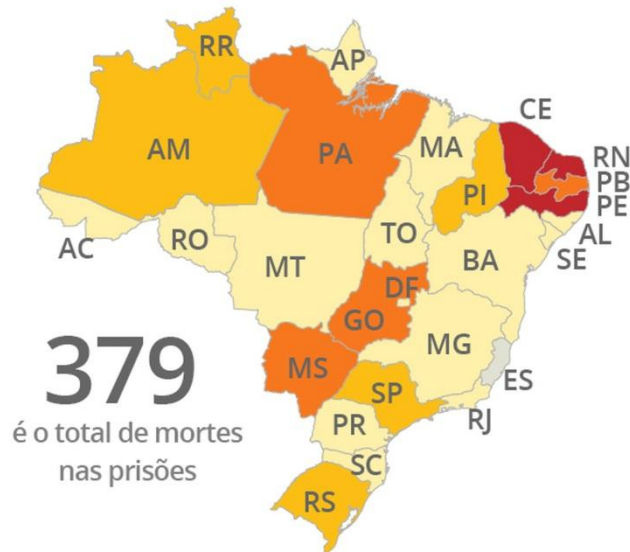 RR
AP
CE
AM
PA
MA
RN
PI
PB
PE
AC
RO
TO
AL
MT
BA
SE
DF
GO
379
MS
MG
ES
é o total de mortes
SP
RJ
nas prisões
PR
SC
RS